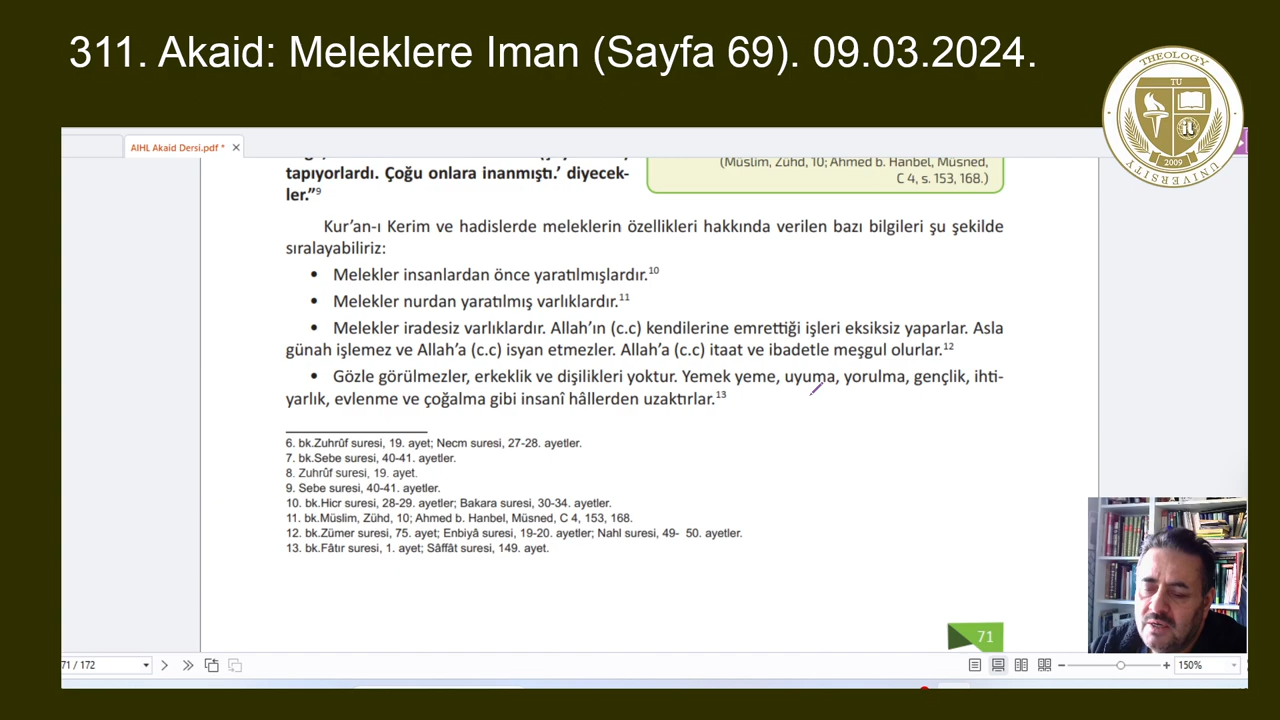 311. Akaid: Meleklere Iman (Sayfa 69). 09.03.2024.
THEOLOGY
TU
2009
UNIVERSITY
AIHL Akaid Dersi.pdf *
tapıyorlardı. Çoğu onlara inanmıştı.’ diyecek-
ler.”9
(Müslim, Zühd, 10; Ahmed b. Hanbel, Müsned,
C 4, s. 153, 168.)
Kur’an-ı Kerim ve hadislerde meleklerin özellikleri hakkında verilen bazı bilgileri şu şekilde
sıralayabiliriz:
• Melekler insanlardan önce yaratılmışlardır.10
• Melekler nurdan yaratılmış varlıklardır.11
• Melekler iradesiz varlıklardır. Allah’ın (c.c) kendilerine emrettiği işleri eksiksiz yaparlar. Asla
günah işlemez ve Allah’a (c.c) isyan etmezler. Allah’a (c.c) itaat ve ibadetle meşgul olurlar.12
• Gözle görülmezler, erkeklik ve dişilikleri yoktur. Yemek yeme, uyuma, yorulma, gençlik, ihti-
yarlık, evlenme ve çoğalma gibi insanî hâllerden uzaktırlar.13
6. bk.Zuhrûf suresi, 19. ayet; Necm suresi, 27-28. ayetler.
7. bk.Sebe suresi, 40-41. ayetler.
8. Zuhrûf suresi, 19. ayet.
9. Sebe suresi, 40-41. ayetler.
10. bk.Hicr suresi, 28-29. ayetler; Bakara suresi, 30-34. ayetler.
11. bk.Müslim, Zühd, 10; Ahmed b. Hanbel, Müsned, C 4, 153, 168.
12. bk.Zümer suresi, 75. ayet; Enbiyâ suresi, 19-20. ayetler; Nahl suresi, 49- 50. ayetler.
13. bk.Fâtır suresi, 1. ayet; Sâffât suresi, 149. ayet.
71
71 / 172
150%